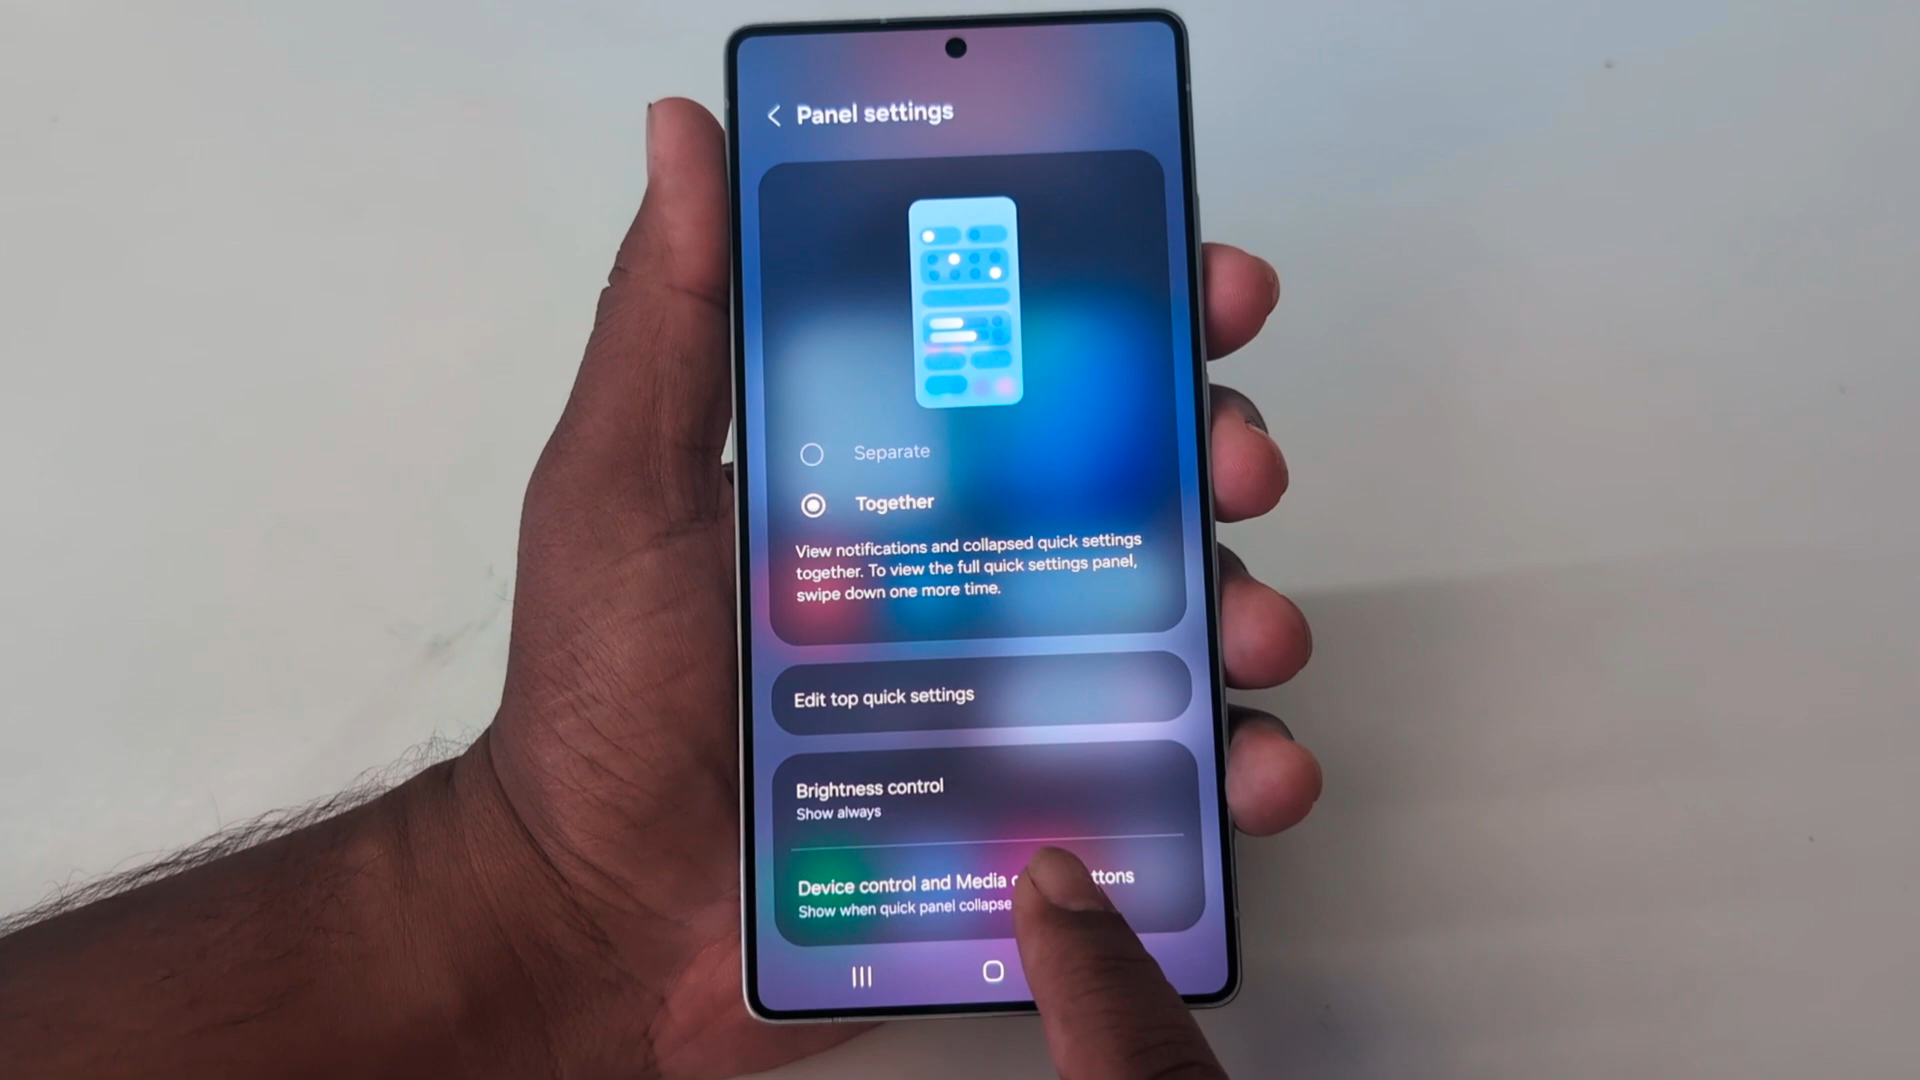 Panel settings
Separate
Together
View notifications and collapsed quick settings
together. To view the full quick settings panel,
swipe down one more time.
Edit top quick settings
Brightness control
Show always
Device control and Media
Show when quick panel